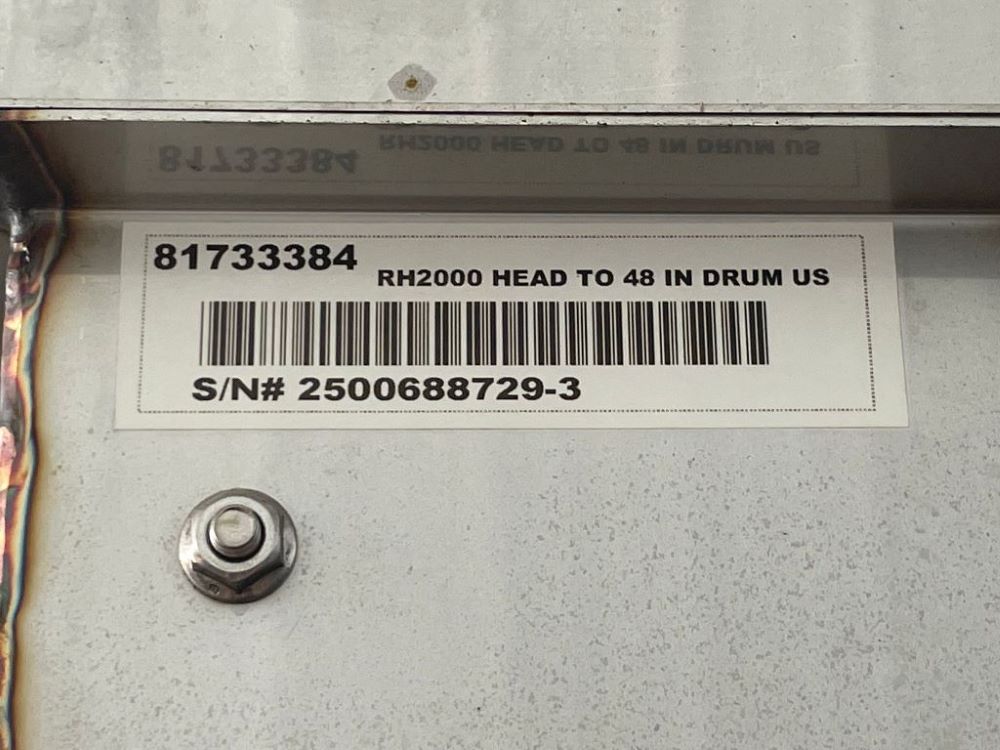 81733384
RH2000 HEAD TO 48 IN DRUM US
S/N# 2500688729-3